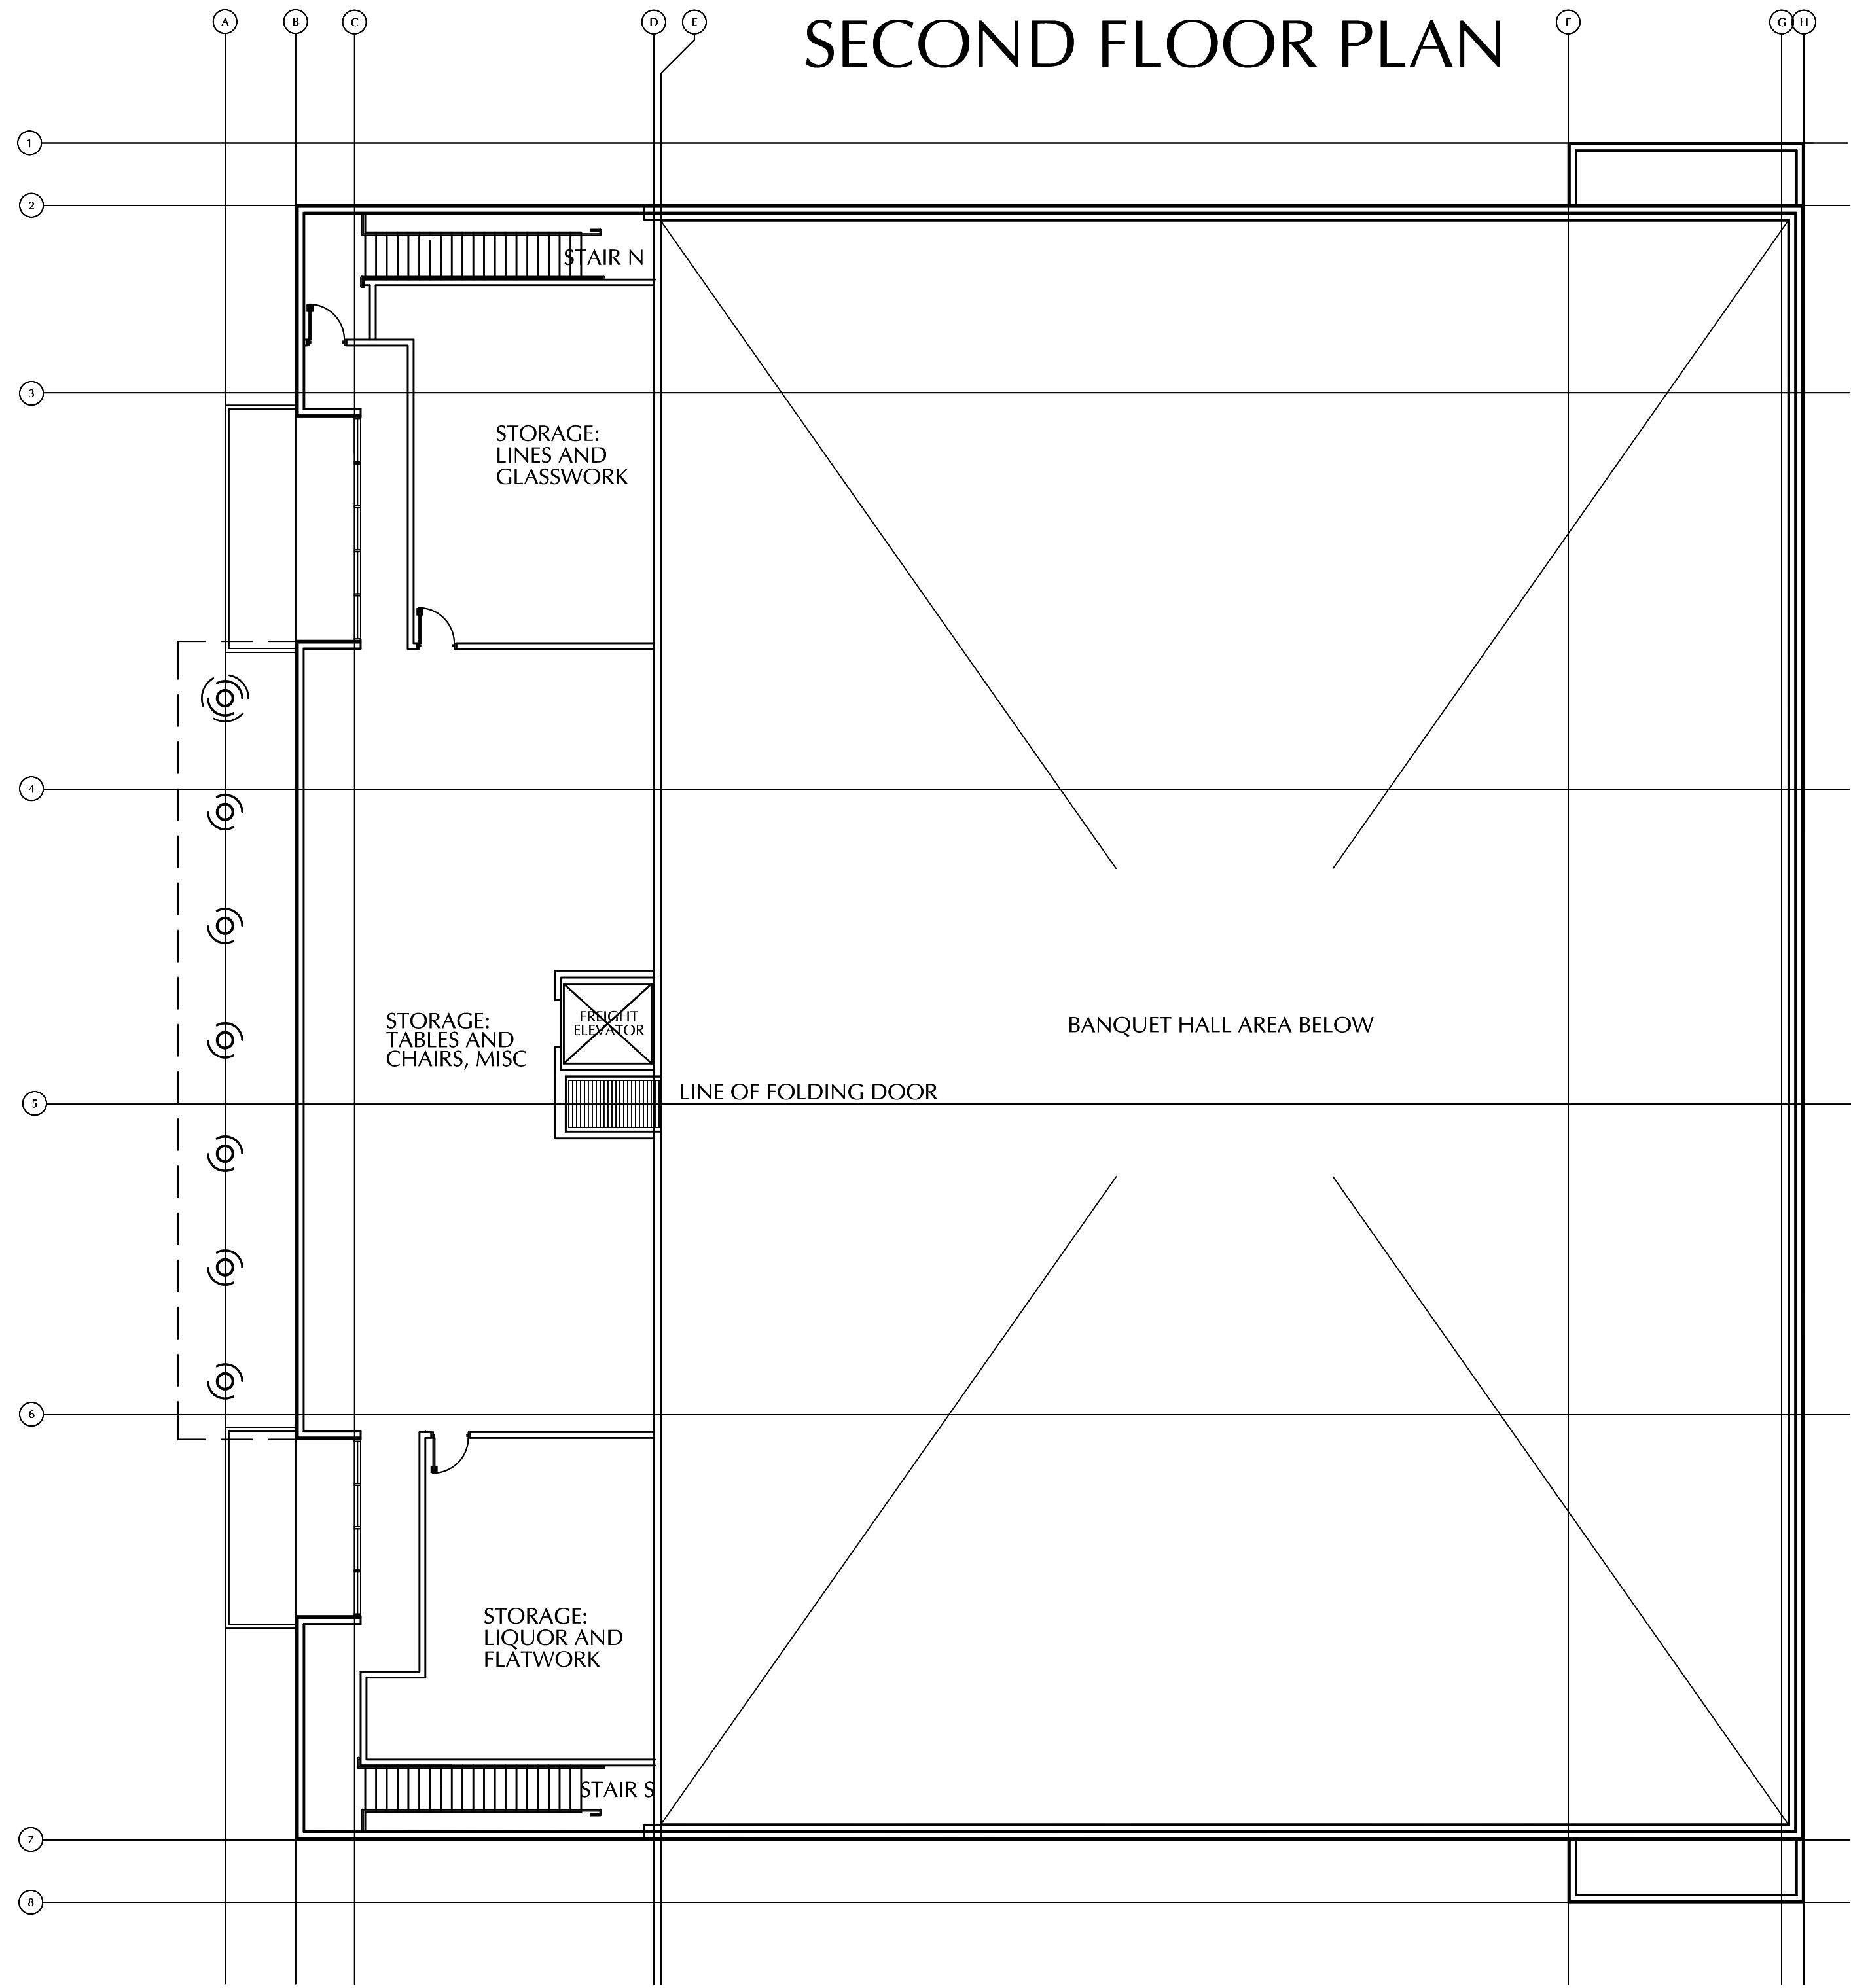 A
B
C
D
E
SECOND FLOOR PLAN
F
G
H
1
2
STAIR N
3
STORAGE:
LINES AND
GLASSWORK
4
STORAGE:
TABLES AND
CHAIRS, MISC
FREIGHT
ELEVATOR
BANQUET HALL AREA BELOW
LINE OF FOLDING DOOR
5
6
STORAGE:
LIQUOR AND
FLATWORK
STAIR S
7
8